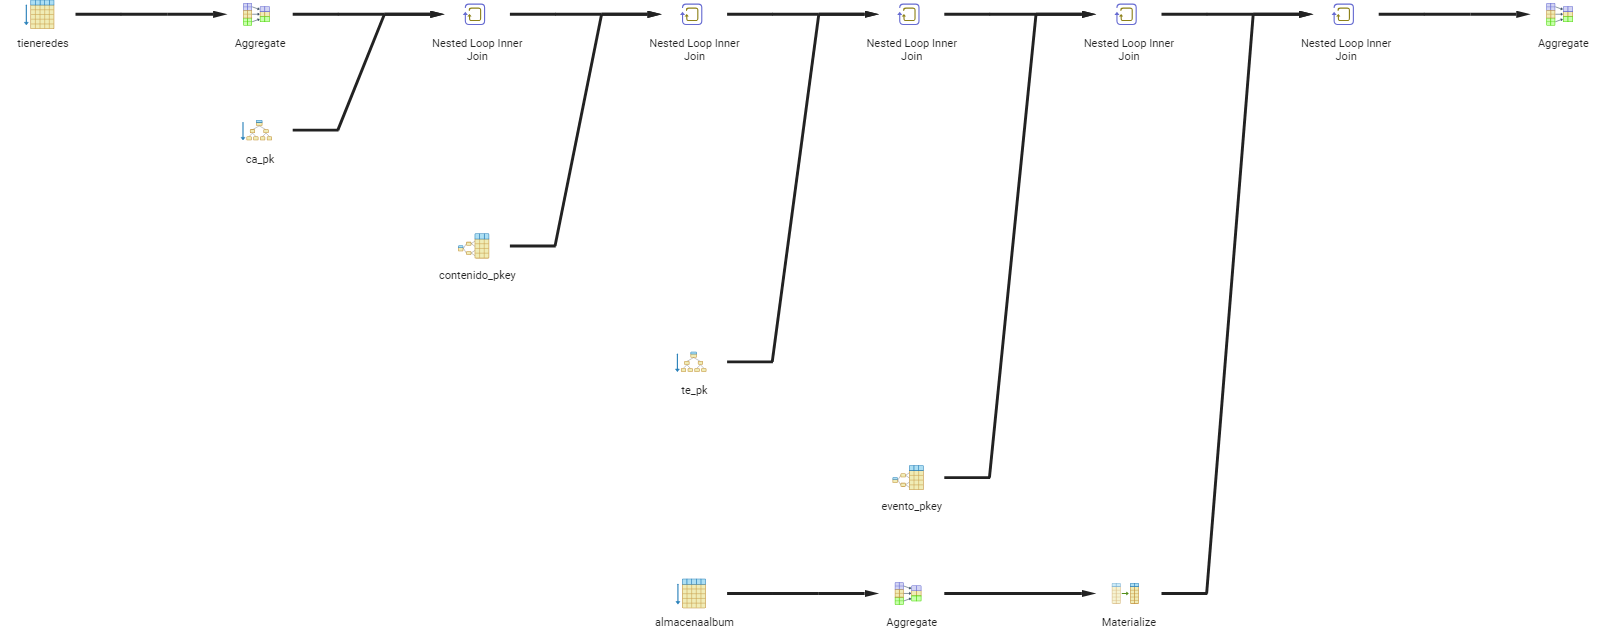 tieneredes
Aggregate
Nested Loop Inner
Join
Nested Loop Inner
Join
Nested Loop Inner
Join
Nested Loop Inner
Join
Nested Loop Inner
Join
Aggregate
ca_pk
contenido_pkey
te_pk
evento_pkey
almacenaalbum
Aggregate
Materialize